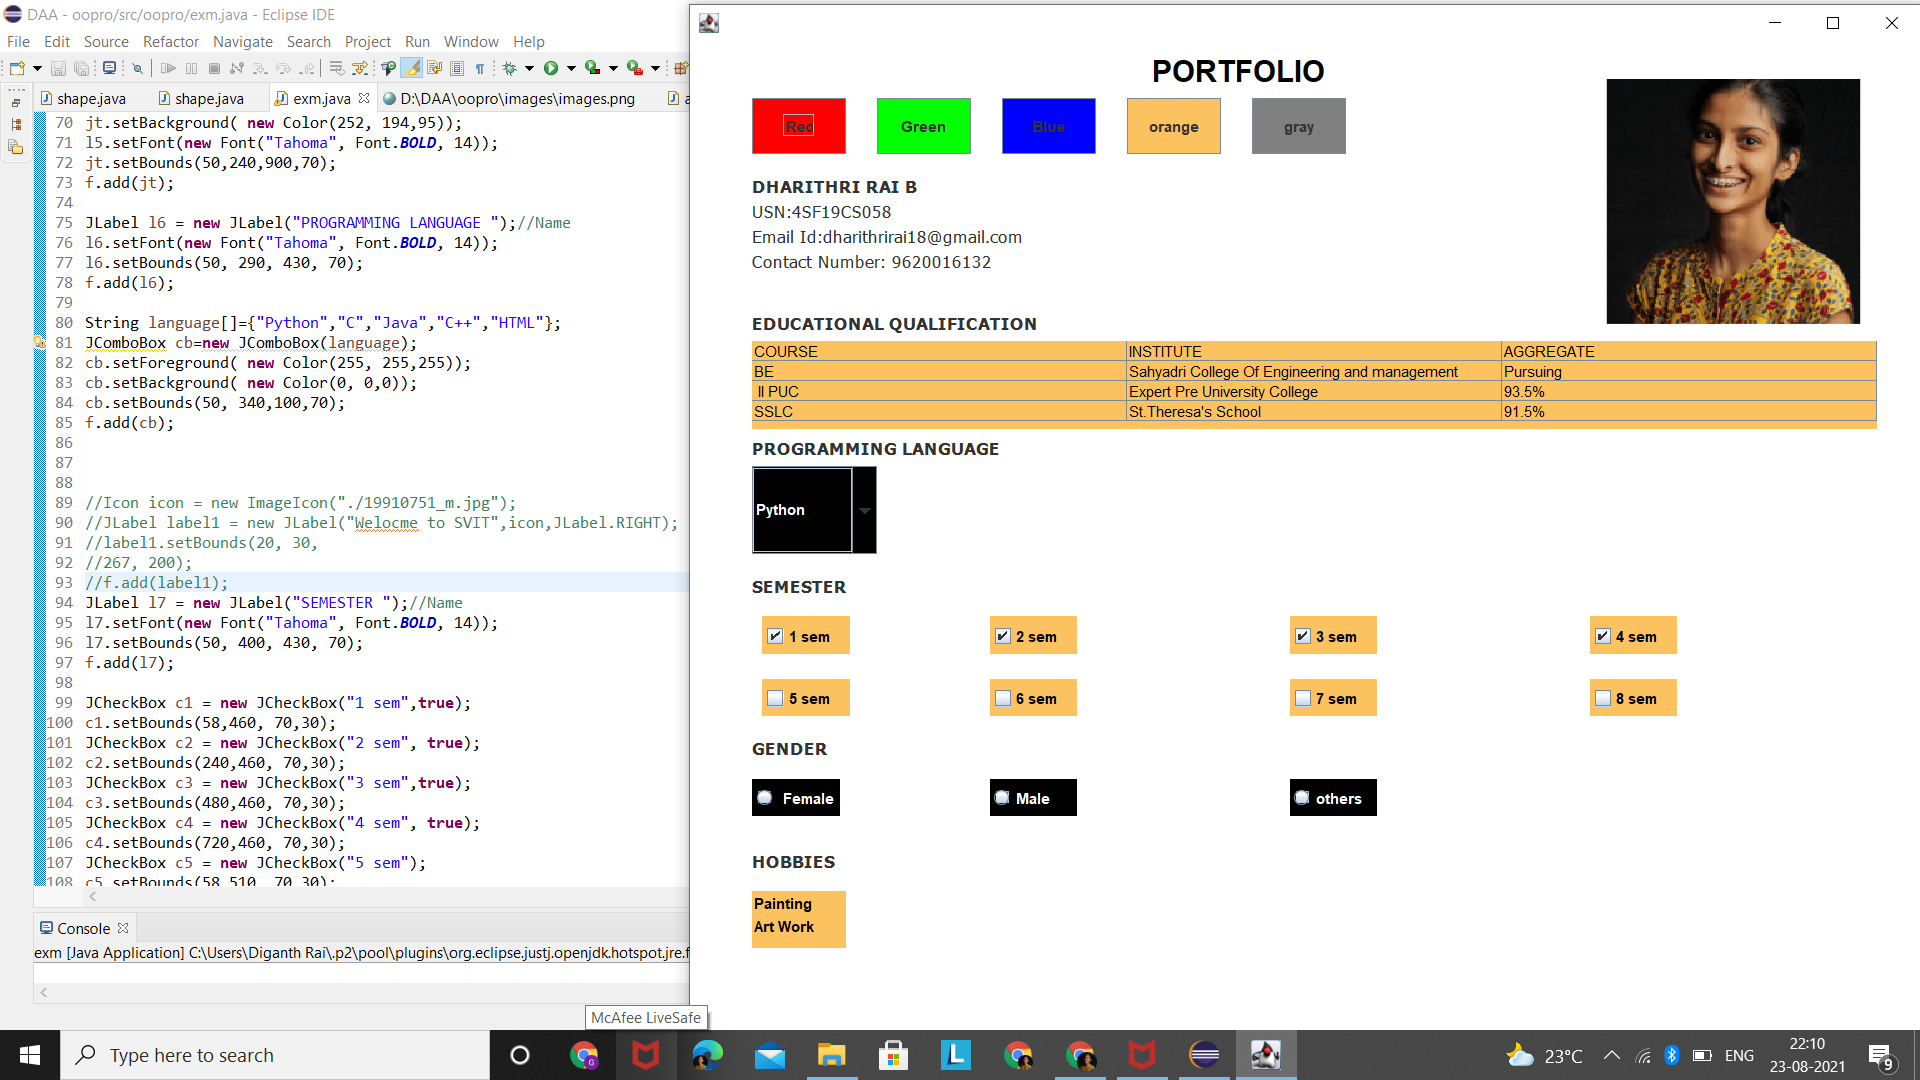 DAA - oopro/src/oopro/exm.java - Eclipse IDE
File Edit Source Refactor Navigate Search Project Run Window Help
shape.java shape.java exm.java D:\DAA\oopro\images\images.png a
70 jt.setBackground( new Color(252, 194,95));
71 l5.setFont(new Font("Tahoma", Font.BOLD, 14));
72 jt.setBounds(50,240,900,70);
73 f.add(jt);
74
75 JLabel l6 = new JLabel("PROGRAMMING LANGUAGE ");//Name
76 l6.setFont(new Font("Tahoma", Font.BOLD, 14));
77 l6.setBounds(50, 290, 430, 70);
78 f.add(l6);
79
80 String language[]={"Python","C","Java","C++","HTML"};
81 JComboBox cb=new JComboBox(language);
82 cb.setForeground( new Color(255, 255,255));
83 cb.setBackground( new Color(0, 0,0));
84 cb.setBounds(50, 340,100,70);
85 f.add(cb);
86
87
88
89 //Icon icon = new ImageIcon("./19910751_m.jpg");
90 //JLabel label1 = new JLabel("Welocme to SVIT",icon,JLabel.RIGHT);
91 //label1.setBounds(20, 30,
92 //267, 200);
93 //f.add(label1);
94 JLabel l7 = new JLabel("SEMESTER ");//Name
95 l7.setFont(new Font("Tahoma", Font.BOLD, 14));
96 l7.setBounds(50, 400, 430, 70);
97 f.add(l7);
98
99 JCheckBox c1 = new JCheckBox("1 sem",true);
100 c1.setBounds(58,460, 70,30);
101 JCheckBox c2 = new JCheckBox("2 sem", true);
102 c2.setBounds(240,460, 70,30);
103 JCheckBox c3 = new JCheckBox("3 sem",true);
104 c3.setBounds(480,460, 70,30);
105 JCheckBox c4 = new JCheckBox("4 sem", true);
106 c4.setBounds(720,460, 70,30);
107 JCheckBox c5 = new JCheckBox("5 sem");
108 c5.setBounds(58,510, 70,30);
Console
exm [Java Application] C:\Users\Diganth Rai\.p2\pool\plugins\org.eclipse.justj.openjdk.hotspot.jre.f
McAfee LiveSafe
PORTFOLIO
Red Green Blue orange gray
DHARITHRI RAI B
USN:4SF19CS058
Email Id:dharithrirai18@gmail.com
Contact Number: 9620016132
EDUCATIONAL QUALIFICATION
COURSE INSTITUTE AGGREGATE
BE Sahyadri College Of Engineering and management Pursuing
II PUC Expert Pre University College 93.5%
SSLC St.Theresa's School 91.5%
PROGRAMMING LANGUAGE
Python
SEMESTER
1 sem 2 sem 3 sem 4 sem
5 sem 6 sem 7 sem 8 sem
GENDER
Female Male others
HOBBIES
Painting
Art Work
Type here to search
G
L
23°C ENG
22:10
23-08-2021
9